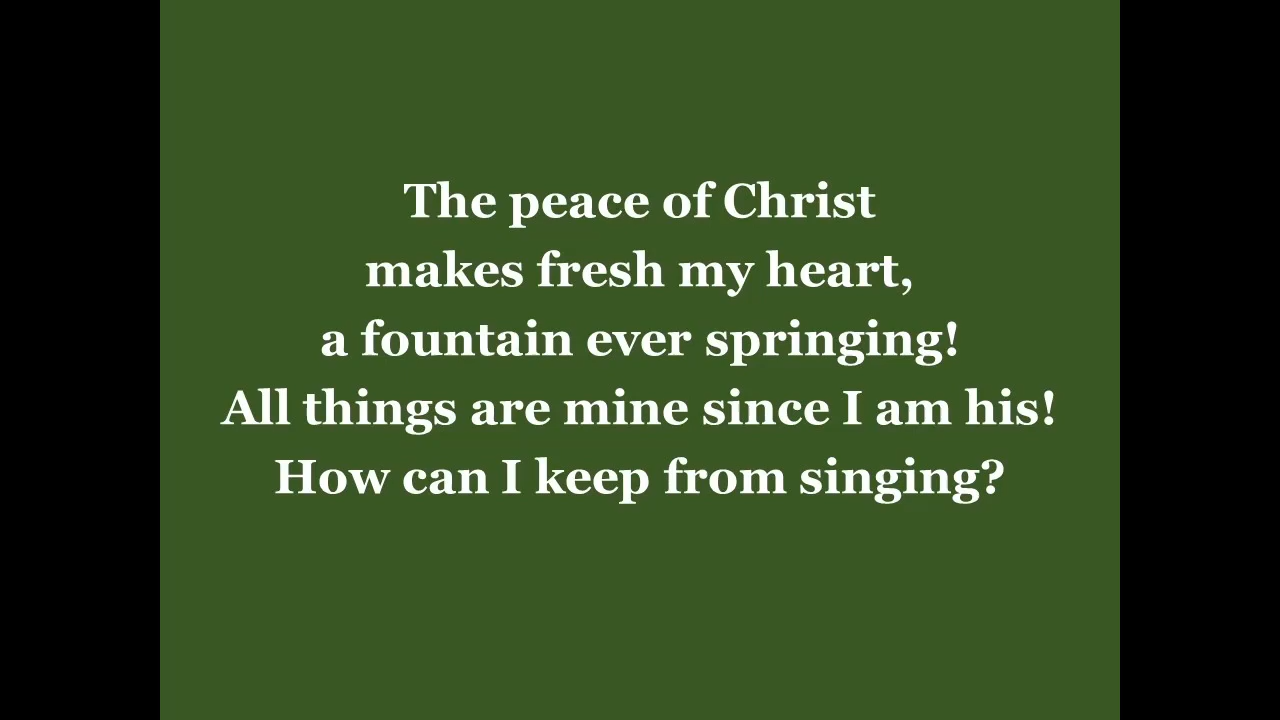 The peace of Christ
makes fresh my heart,
a fountain ever springing!
All things are mine since I am his!
How can I keep from singing?